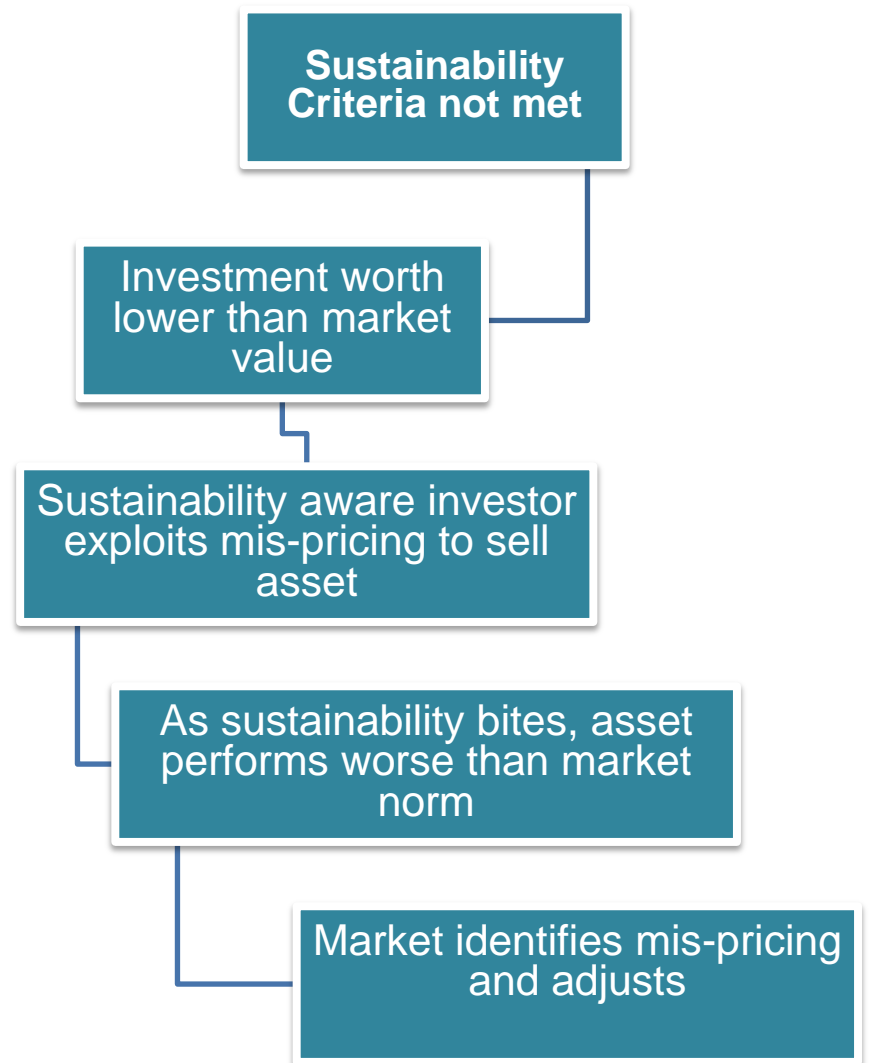 Sustainability
Criteria not met
Investment worth
lower than market
value
Sustainability aware investor
exploits mis-pricing to sell
asset
As sustainability bites, asset
performs worse than market
norm
Market identifies mis-pricing
and adjusts